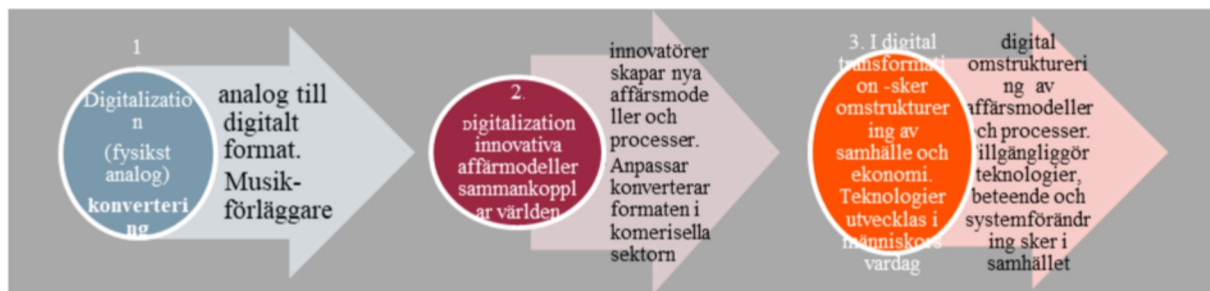 1
Digitalizatio
n
(fysikst
analog)
konverteri
ng
analog till
digitalt
format.
Musik-
förläggare
2.
Digitalization
innovativa
affärmodeller
sammankoppl
ar världen
innovatörer
skapar nya
affärsmode
ller och
processer.
Anpassar
konverterar
formaten i
komerisella
sektorn
3. I digital
transformati
on -sker
omstrukturer
ing av
samhälle och
ekonomi.
Teknologier
utvecklas i
människors
vardag
digital
omstruktureri
ng av
affärsmodeller
och processer.
Tillgängliggör
teknologier,
beteende och
systemförändr
ing sker i
samhället